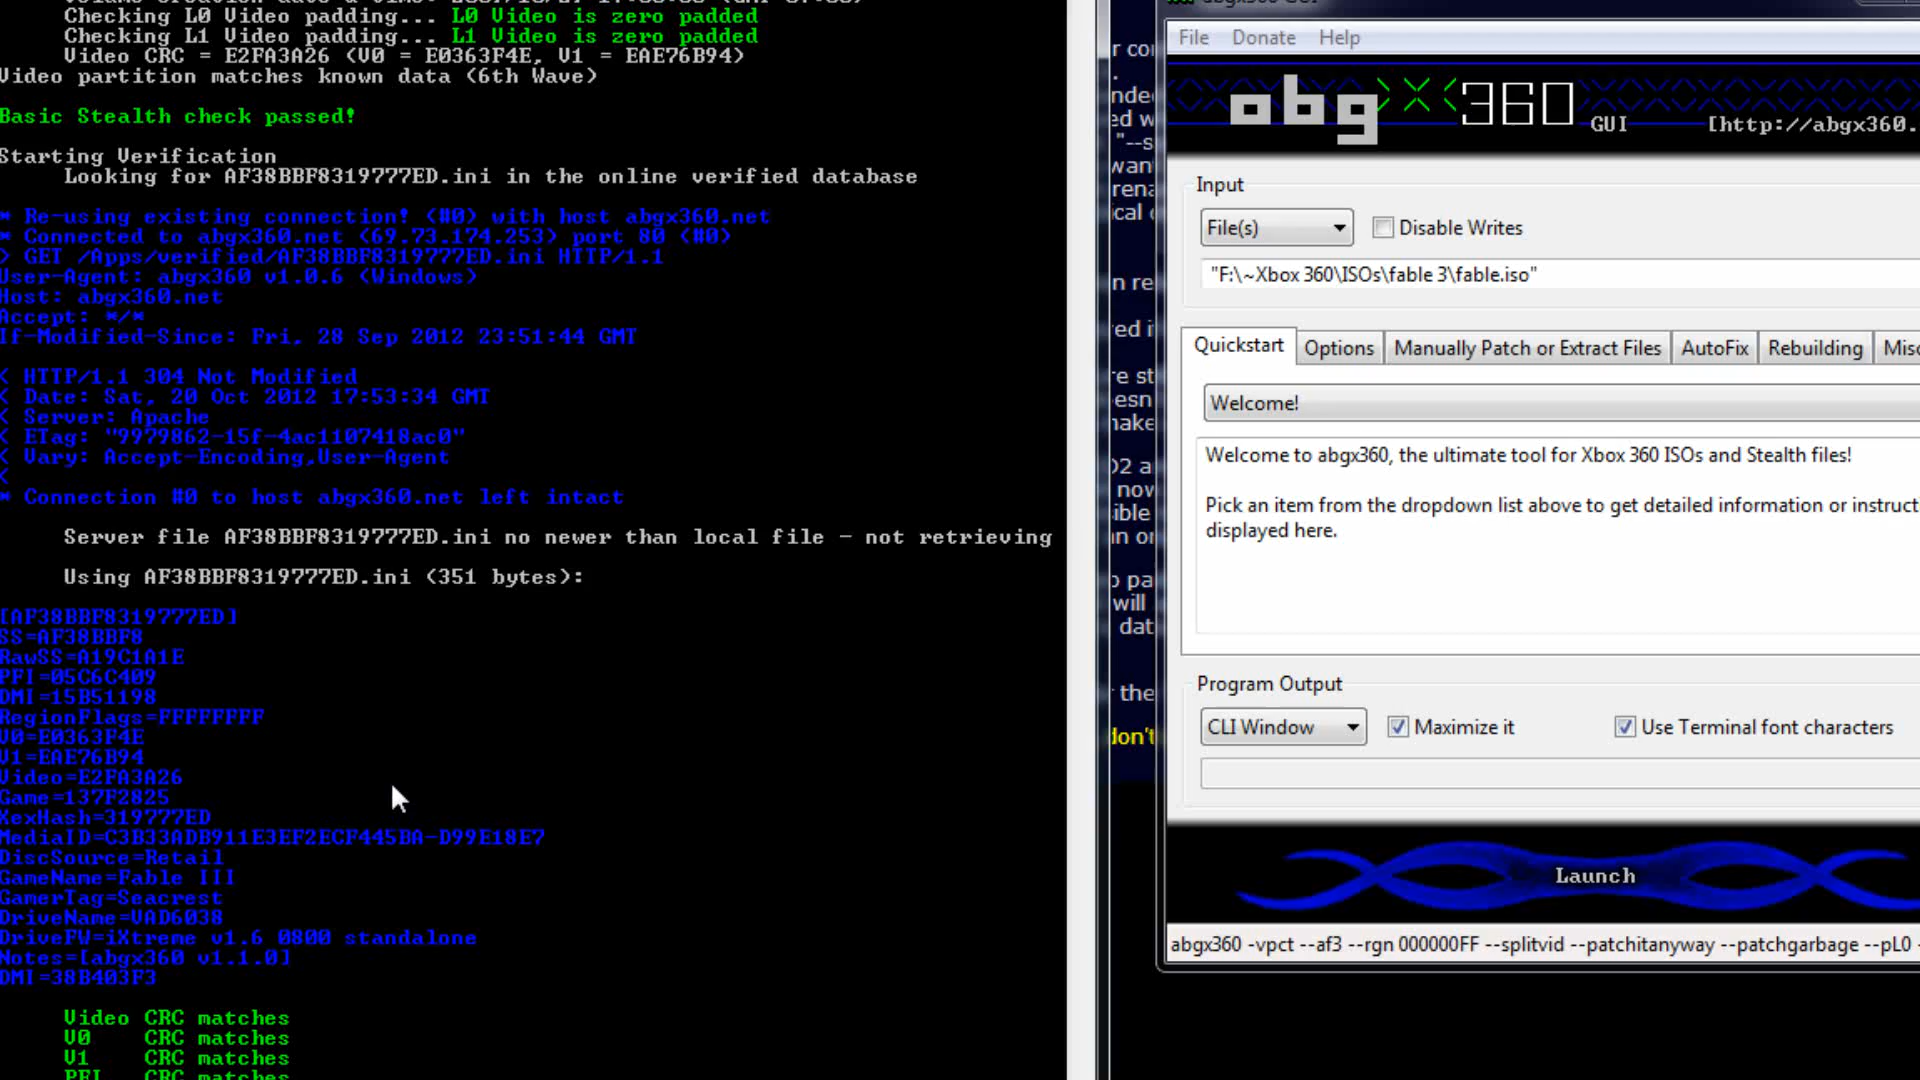 Checking L0 Video padding... L0 Video is zero padded
Checking L1 Video padding... L1 Video is zero padded
Video CRC = E2FA3A26 (V0 = E0363F4E, V1 = EAE76B94)
Video partition matches known data (6th Wave)
Basic Stealth check passed!
Starting Verification
Looking for AF38BBF8319777ED.ini in the online verified database
* Re-using existing connection! (#0) with host abgx360.net
* Connected to abgx360.net (69.73.174.253) port 80 (#0)
> GET /Apps/verified/AF38BBF8319777ED.ini HTTP/1.1
User-Agent: abgx360 v1.0.6 (Windows)
Host: abgx360.net
Accept: */*
If-Modified-Since: Fri, 28 Sep 2012 23:51:44 GMT
< HTTP/1.1 304 Not Modified
< Date: Sat, 20 Oct 2012 17:53:34 GMT
< Server: Apache
< ETag: "9979862-15f-4ac1107418ac0"
< Vary: Accept-Encoding,User-Agent
<
* Connection #0 to host abgx360.net left intact
Server file AF38BBF8319777ED.ini no newer than local file - not retrieving
Using AF38BBF8319777ED.ini (351 bytes):
[AF38BBF8319777ED]
SS=AF38BBF8
RawSS=A19C1A1E
PFI=05C6C409
DMI=15B51198
RegionFlags=FFFFFFFF
V0=E0363F4E
V1=EAE76B94
Video=E2FA3A26
Game=137F2825
XexHash=319777ED
MediaID=C3B33ADB911E3EF2ECF445BA-D99E18E7
DiscSource=Retail
GameName=Fable III
GamerTag=Seacrest
DriveName=VAD6038
DriveFW=iXtreme v1.6 0800 standalone
Notes=[abgx360 v1.1.0]
DMI=38B403F3
Video CRC matches
V0 CRC matches
V1 CRC matches
PFI CRC matches
File Donate Help
abgx360 GUI [http://abgx360.
Input
File(s) Disable Writes
"F:\~Xbox 360\ISOs\fable 3\fable.iso"
Quickstart Options Manually Patch or Extract Files AutoFix Rebuilding Misc
Welcome!
Welcome to abgx360, the ultimate tool for Xbox 360 ISOs and Stealth files!
Pick an item from the dropdown list above to get detailed information or instruct
displayed here.
Program Output
CLI Window Maximize it Use Terminal font characters
Launch
abgx360 -vpct --af3 --rgn 000000FF --splitvid --patchitanyway --patchgarbage --pL0 -